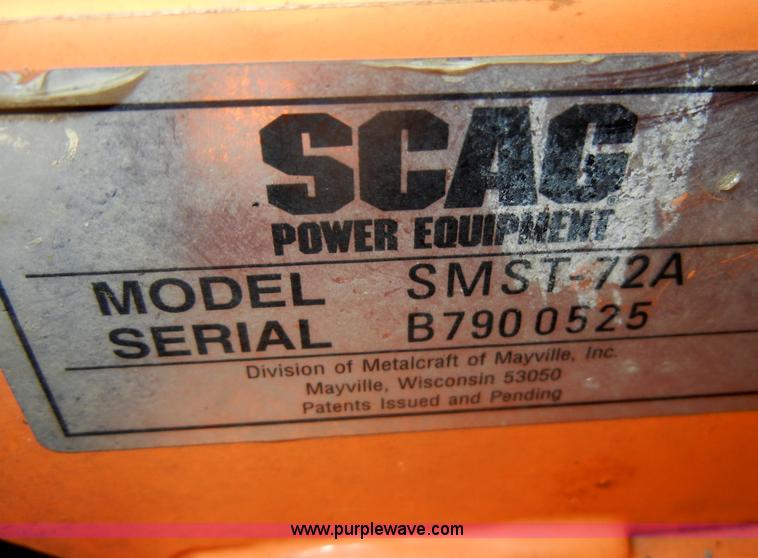 SCAG
POWER EQUIPMENT
MODEL SMST-72A
SERIAL B7900525
Division of Metalcraft of Mayville, Inc.
Mayville, Wisconsin 53050
Patents Issued and Pending
www.purplewave.com